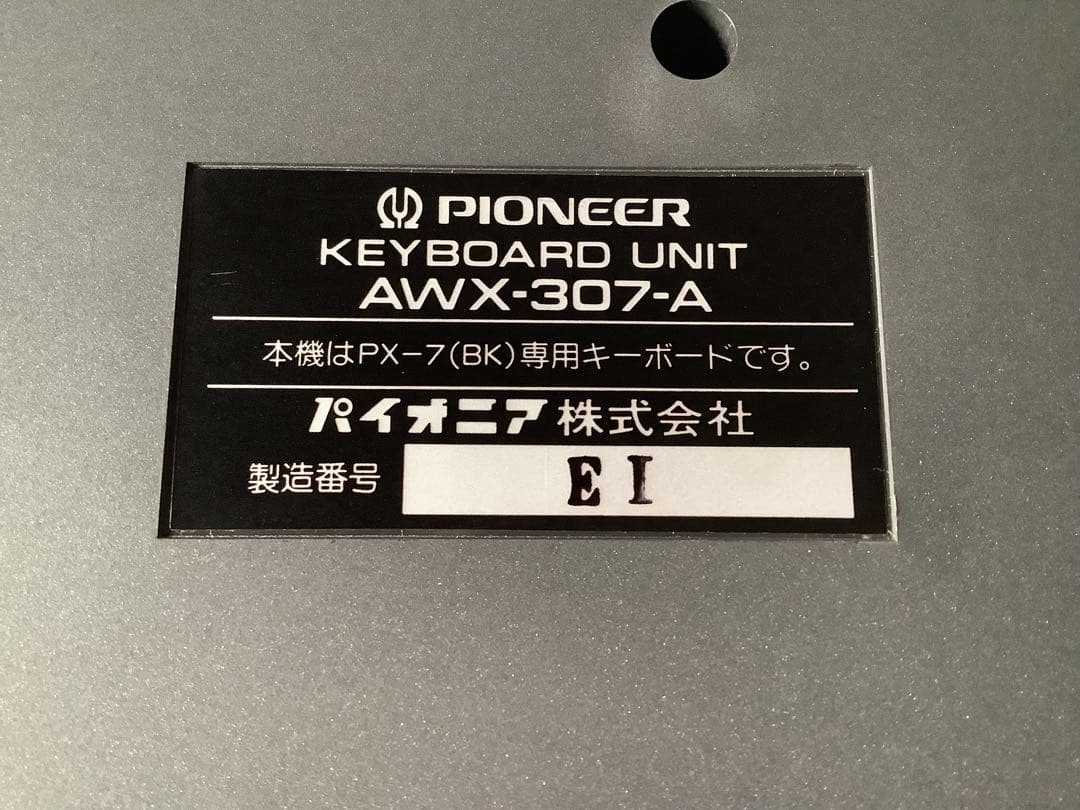 PIONEER
KEYBOARD UNIT
AWX-307-A
本機はPX-7(BK)専用キーボードです。
パイオニア株式会社
製造番号 EI